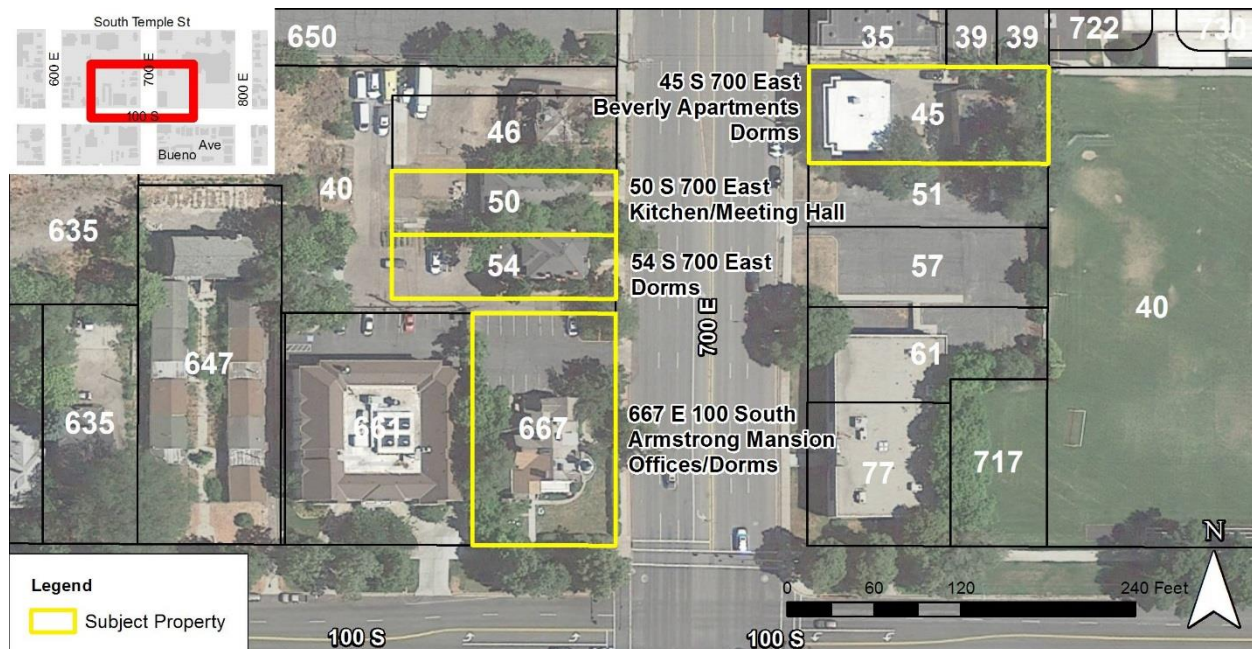 South Temple St
600 E
700 E
800 E
100 S
Bueno
Ave
650
35
39
39
722
730
45 S 700 East
Beverly Apartments
Dorms
45
46
40
50
50 S 700 East
Kitchen/Meeting Hall
51
635
54
54 S 700 East
Dorms
57
40
647
61
635
667
667 E 100 South
Armstrong Mansion
Offices/Dorms
700 E
77
717
N
Legend
Subject Property
0 60 120 240 Feet
100 S
100 S